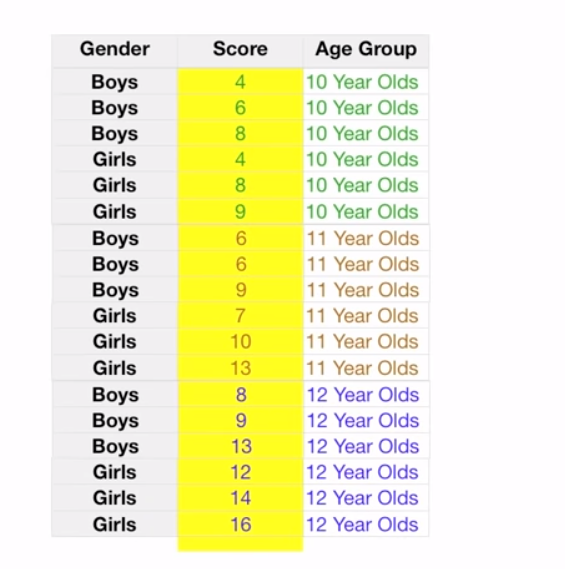 Gender Score Age Group
Boys 4 10 Year Olds
Boys 6 10 Year Olds
Boys 8 10 Year Olds
Girls 4 10 Year Olds
Girls 8 10 Year Olds
Girls 9 10 Year Olds
Boys 6 11 Year Olds
Boys 6 11 Year Olds
Boys 9 11 Year Olds
Girls 7 11 Year Olds
Girls 10 11 Year Olds
Girls 13 11 Year Olds
Boys 8 12 Year Olds
Boys 9 12 Year Olds
Boys 13 12 Year Olds
Girls 12 12 Year Olds
Girls 14 12 Year Olds
Girls 16 12 Year Olds